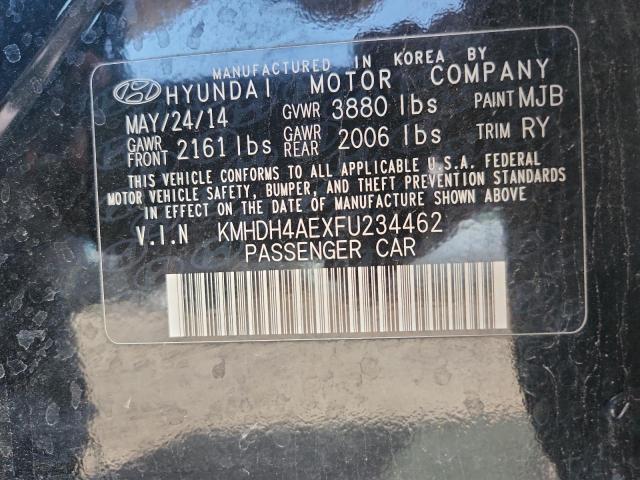 MANUFACTURED IN KOREA BY
HYUNDAI MOTOR COMPANY
MAY/24/14 GVWR 3880 lbs PAINT MJB
GAWR FRONT 2161 lbs GAWR REAR 2006 lbs TRIM RY
THIS VEHICLE CONFORMS TO ALL APPLICABLE U.S.A. FEDERAL
MOTOR VEHICLE SAFETY, BUMPER, AND THEFT PREVENTION STANDARDS
IN EFFECT ON THE DATE OF MANUFACTURE SHOWN ABOVE.
V.I.N KMHDH4AEXFU234462
PASSENGER CAR